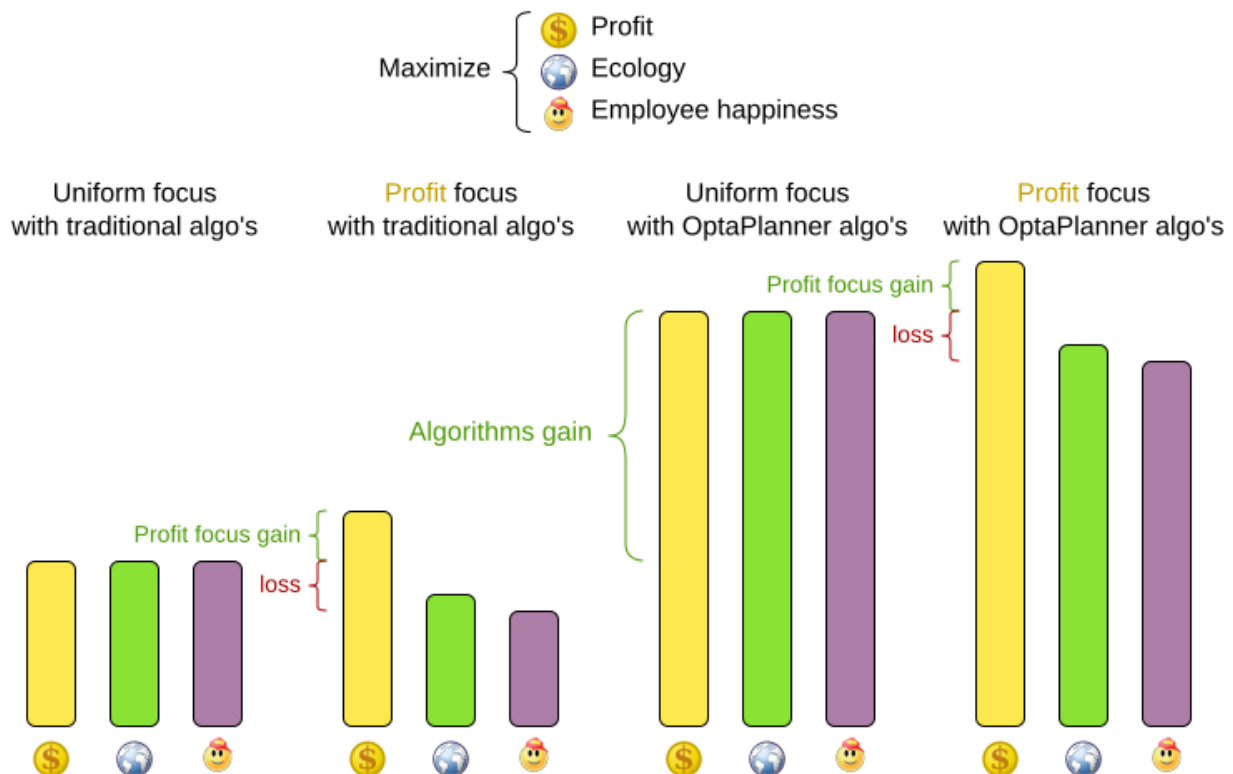 Maximize
$ Profit
Ecology
Employee happiness
Uniform focus
with traditional algo's
Profit focus
with traditional algo's
Uniform focus
with OptaPlanner algo's
Profit focus
with OptaPlanner algo's
Profit focus gain
loss
Algorithms gain
Profit focus gain
loss
$
$
$
$